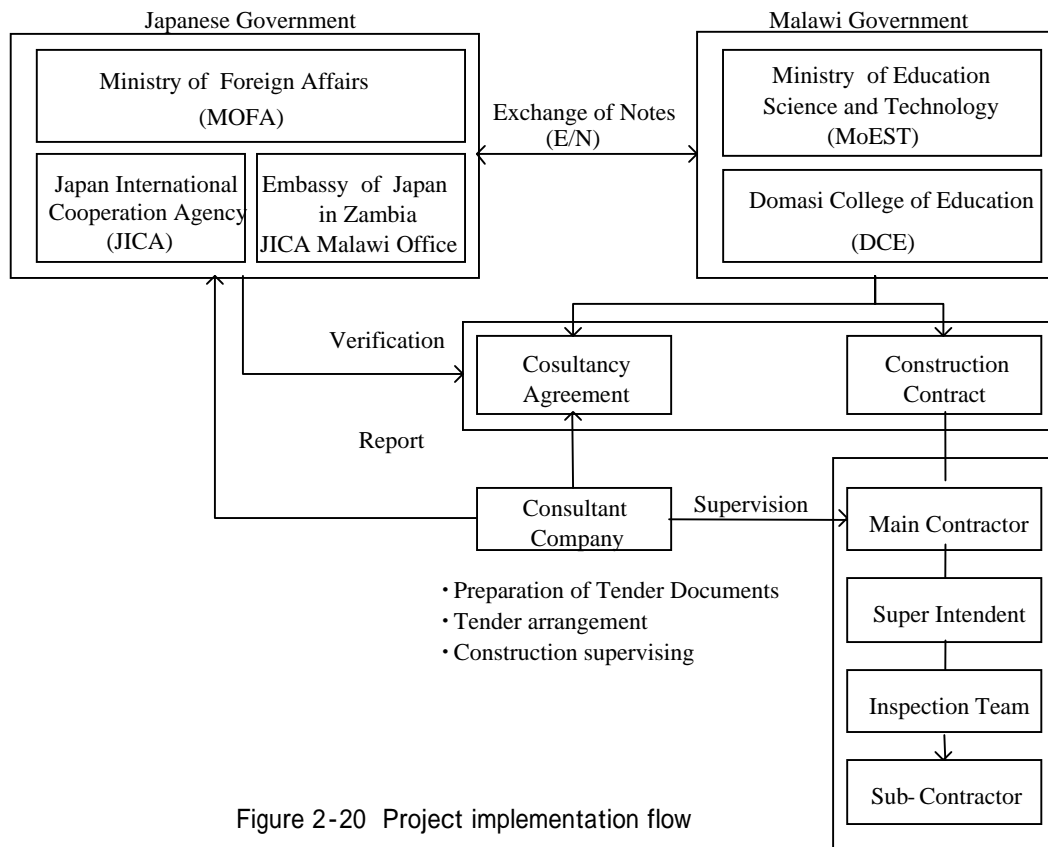 Japanese Government
Malawi Government
Ministry of Foreign Affairs
(MOFA)
Japan International
Cooperation Agency
(JICA)
Embassy of Japan
in Zambia
JICA Malawi Office
Exchange of Notes
(E/N)
Ministry of Education
Science and Technology
(MoEST)
Domasi College of Education
(DCE)
Verification
Cosultancy
Agreement
Construction
Contract
Report
Consultant
Company
Supervision
Main Contractor
・Preparation of Tender Documents
・Tender arrangement
・Construction supervising
Super Intendent
Inspection Team
Sub-Contractor
Figure 2-20 Project implementation flow